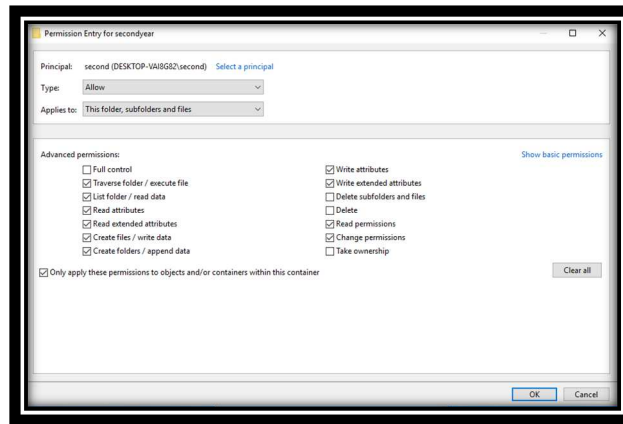 Permission Entry for secondyear
Principal: second (DESKTOP-VAI8G82\second) Select a principal
Type: Allow
Applies to: This folder, subfolders and files
Advanced permissions: Show basic permissions
Full control
Traverse folder / execute file
List folder / read data
Read attributes
Read extended attributes
Create files / write data
Create folders / append data
Write attributes
Write extended attributes
Delete subfolders and files
Delete
Read permissions
Change permissions
Take ownership
Only apply these permissions to objects and/or containers within this container
Clear all
OK Cancel